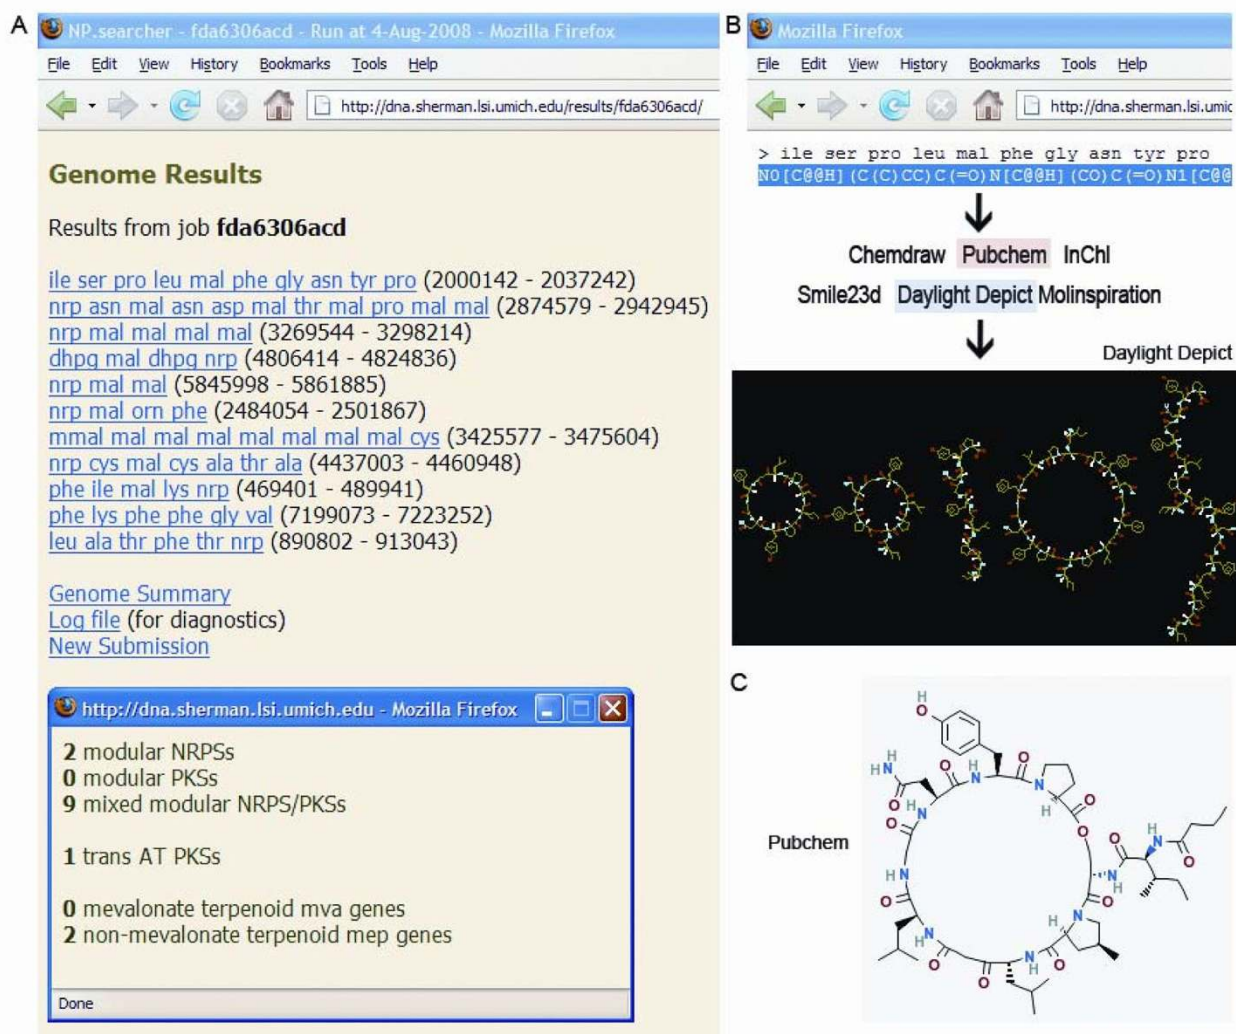 A
NP.searcher - fda6306acd - Run at 4-Aug-2008 - Mozilla Firefox
File Edit View History Bookmarks Tools Help
http://dna.sherman.lsi.umich.edu/results/fda6306acd/
Genome Results
Results from job fda6306acd
ile ser pro leu mal phe gly asn tyr pro (2000142 - 2037242)
nrp asn mal asn asp mal thr mal pro mal mal (2874579 - 2942945)
nrp mal mal mal mal (3269544 - 3298214)
dhpg mal dhpg nrp (4806414 - 4824836)
nrp mal mal (5845998 - 5861885)
nrp mal orn phe (2484054 - 2501867)
mmal mal mal mal mal mal mal mal cys (3425577 - 3475604)
nrp cys mal cys ala thr ala (4437003 - 4460948)
phe ile mal lys nrp (469401 - 489941)
phe lys phe phe gly val (7199073 - 7223252)
leu ala thr phe thr nrp (890802 - 913043)
Genome Summary
Log file (for diagnostics)
New Submission
http://dna.sherman.lsi.umich.edu - Mozilla Firefox
2 modular NRPSs
0 modular PKSs
9 mixed modular NRPS/PKSs
1 trans AT PKSs
0 mevalonate terpenoid mva genes
2 non-mevalonate terpenoid mep genes
Done
B
Mozilla Firefox
File Edit View History Bookmarks Tools Help
http://dna.sherman.lsi.umic
> ile ser pro leu mal phe gly asn tyr pro
N0[C@@H](C(C)CC)C(=O)N[C@@H](CO)C(=O)N1[C@@
Chemdraw Pubchem InChI
Smile23d Daylight Depict Molinspiration
Daylight Depict
C
Pubchem